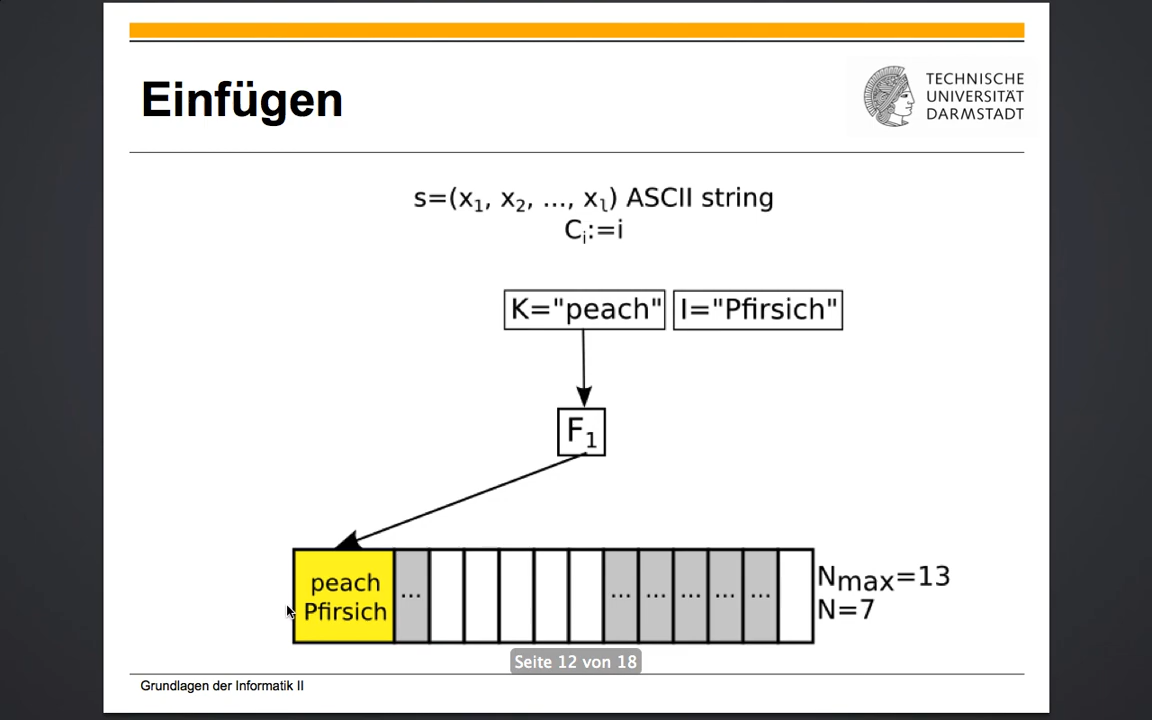 Einfügen
TECHNISCHE
UNIVERSITÄT
DARMSTADT
s=(x₁, x₂, ..., xₗ) ASCII string
Cᵢ:=i
K="peach" I="Pfirsich"
F₁
peach
Pfirsich
... ... ... ... ... ...
Nmax=13
N=7
Seite 12 von 18
Grundlagen der Informatik II